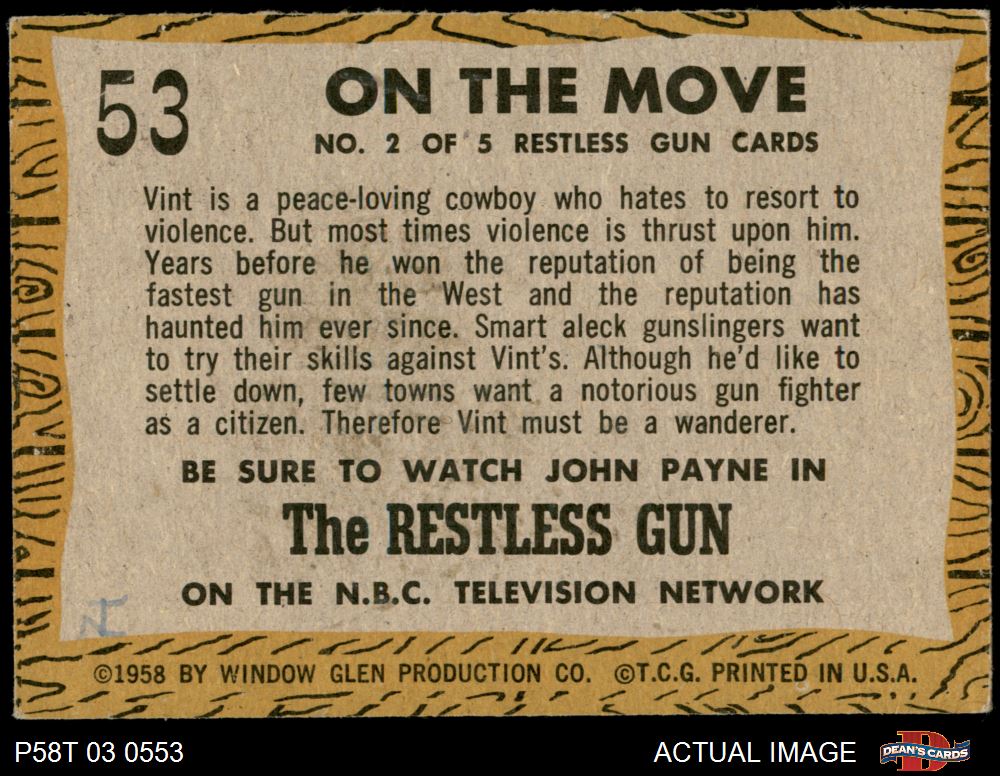 53
ON THE MOVE
NO. 2 OF 5 RESTLESS GUN CARDS
Vint is a peace-loving cowboy who hates to resort to
violence. But most times violence is thrust upon him.
Years before he won the reputation of being the
fastest gun in the West and the reputation has
haunted him ever since. Smart aleck gunslingers want
to try their skills against Vint's. Although he'd like to
settle down, few towns want a notorious gun fighter
as a citizen. Therefore Vint must be a wanderer.
BE SURE TO WATCH JOHN PAYNE IN
The RESTLESS GUN
ON THE N.B.C. TELEVISION NETWORK
©1958 BY WINDOW GLEN PRODUCTION CO. ©T.C.G. PRINTED IN U.S.A.
P58T 03 0553
ACTUAL IMAGE
DEAN'S CARDS